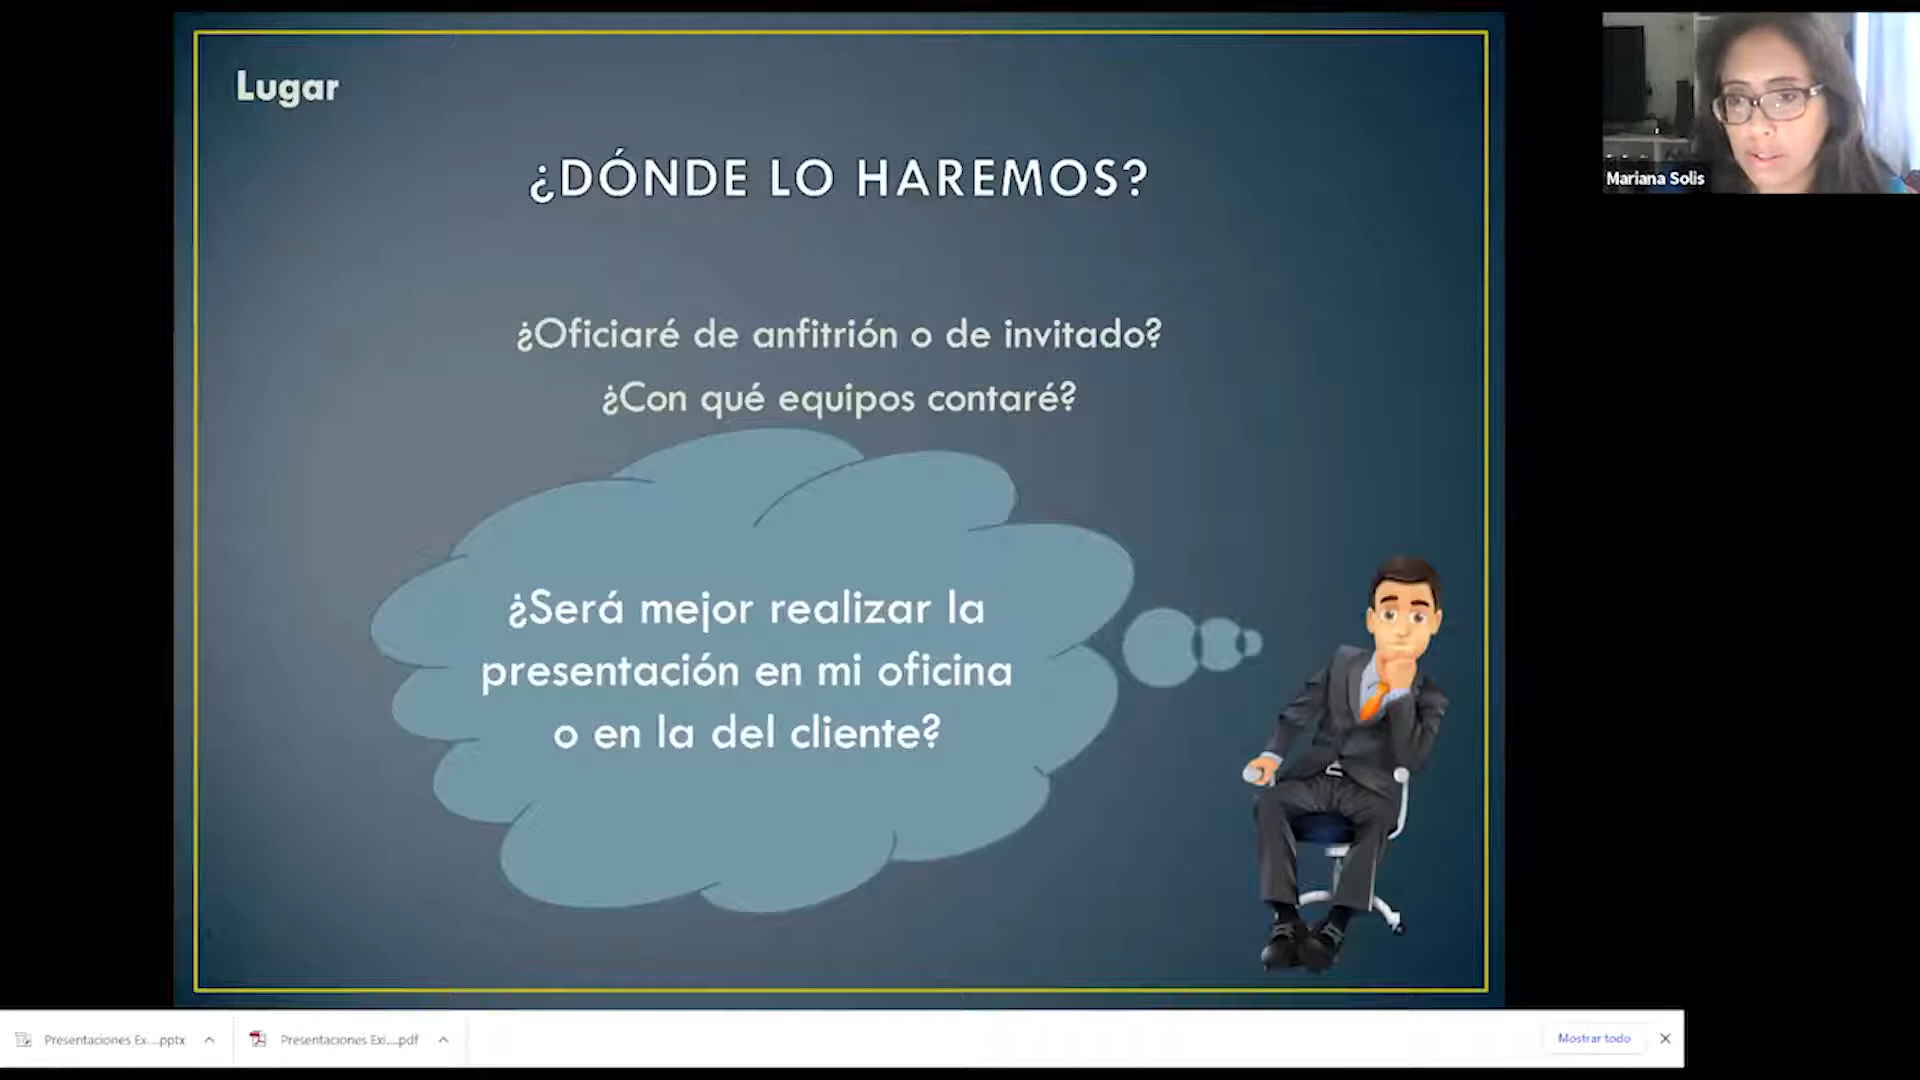 Lugar
¿DÓNDE LO HAREMOS?
¿Oficiaré de anfitrión o de invitado?
¿Con qué equipos contaré?
¿Será mejor realizar la
presentación en mi oficina
o en la del cliente?
Mariana Solis
Presentaciones Ex....pptx
Presentaciones Exi....pdf
Mostrar todo